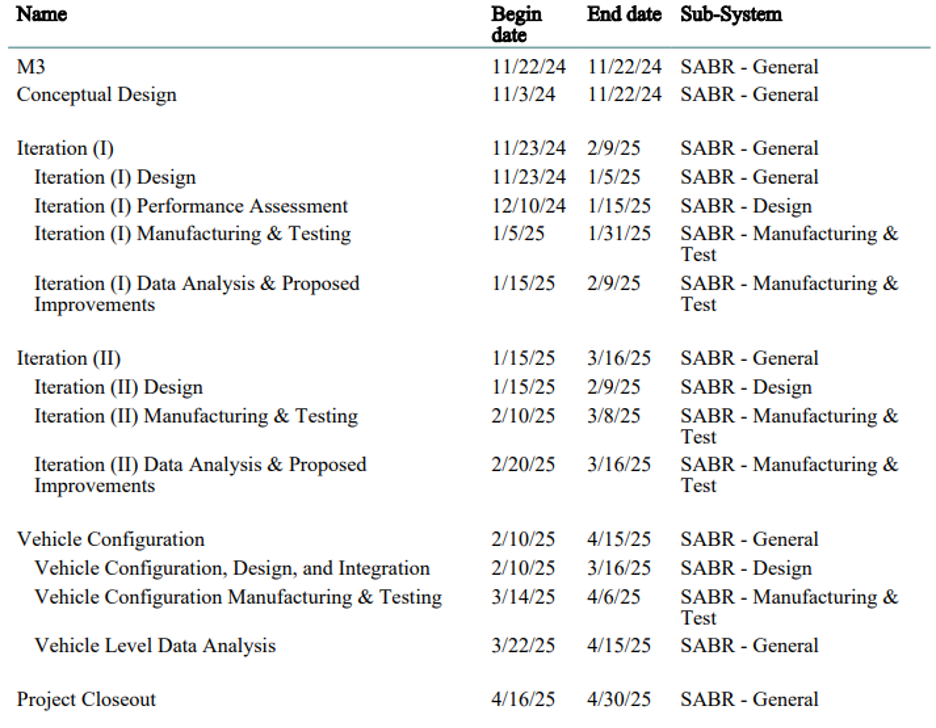 Name Begin date End date Sub-System
M3 11/22/24 11/22/24 SABR - General
Conceptual Design 11/3/24 11/22/24 SABR - General
Iteration (I) 11/23/24 2/9/25 SABR - General
Iteration (I) Design 11/23/24 1/5/25 SABR - General
Iteration (I) Performance Assessment 12/10/24 1/15/25 SABR - Design
Iteration (I) Manufacturing & Testing 1/5/25 1/31/25 SABR - Manufacturing &
Test
Iteration (I) Data Analysis & Proposed 1/15/25 2/9/25 SABR - Manufacturing &
Improvements Test
Iteration (II) 1/15/25 3/16/25 SABR - General
Iteration (II) Design 1/15/25 2/9/25 SABR - Design
Iteration (II) Manufacturing & Testing 2/10/25 3/8/25 SABR - Manufacturing &
Test
Iteration (II) Data Analysis & Proposed 2/20/25 3/16/25 SABR - Manufacturing &
Improvements Test
Vehicle Configuration 2/10/25 4/15/25 SABR - General
Vehicle Configuration, Design, and Integration 2/10/25 3/16/25 SABR - Design
Vehicle Configuration Manufacturing & Testing 3/14/25 4/6/25 SABR - Manufacturing &
Test
Vehicle Level Data Analysis 3/22/25 4/15/25 SABR - General
Project Closeout 4/16/25 4/30/25 SABR - General